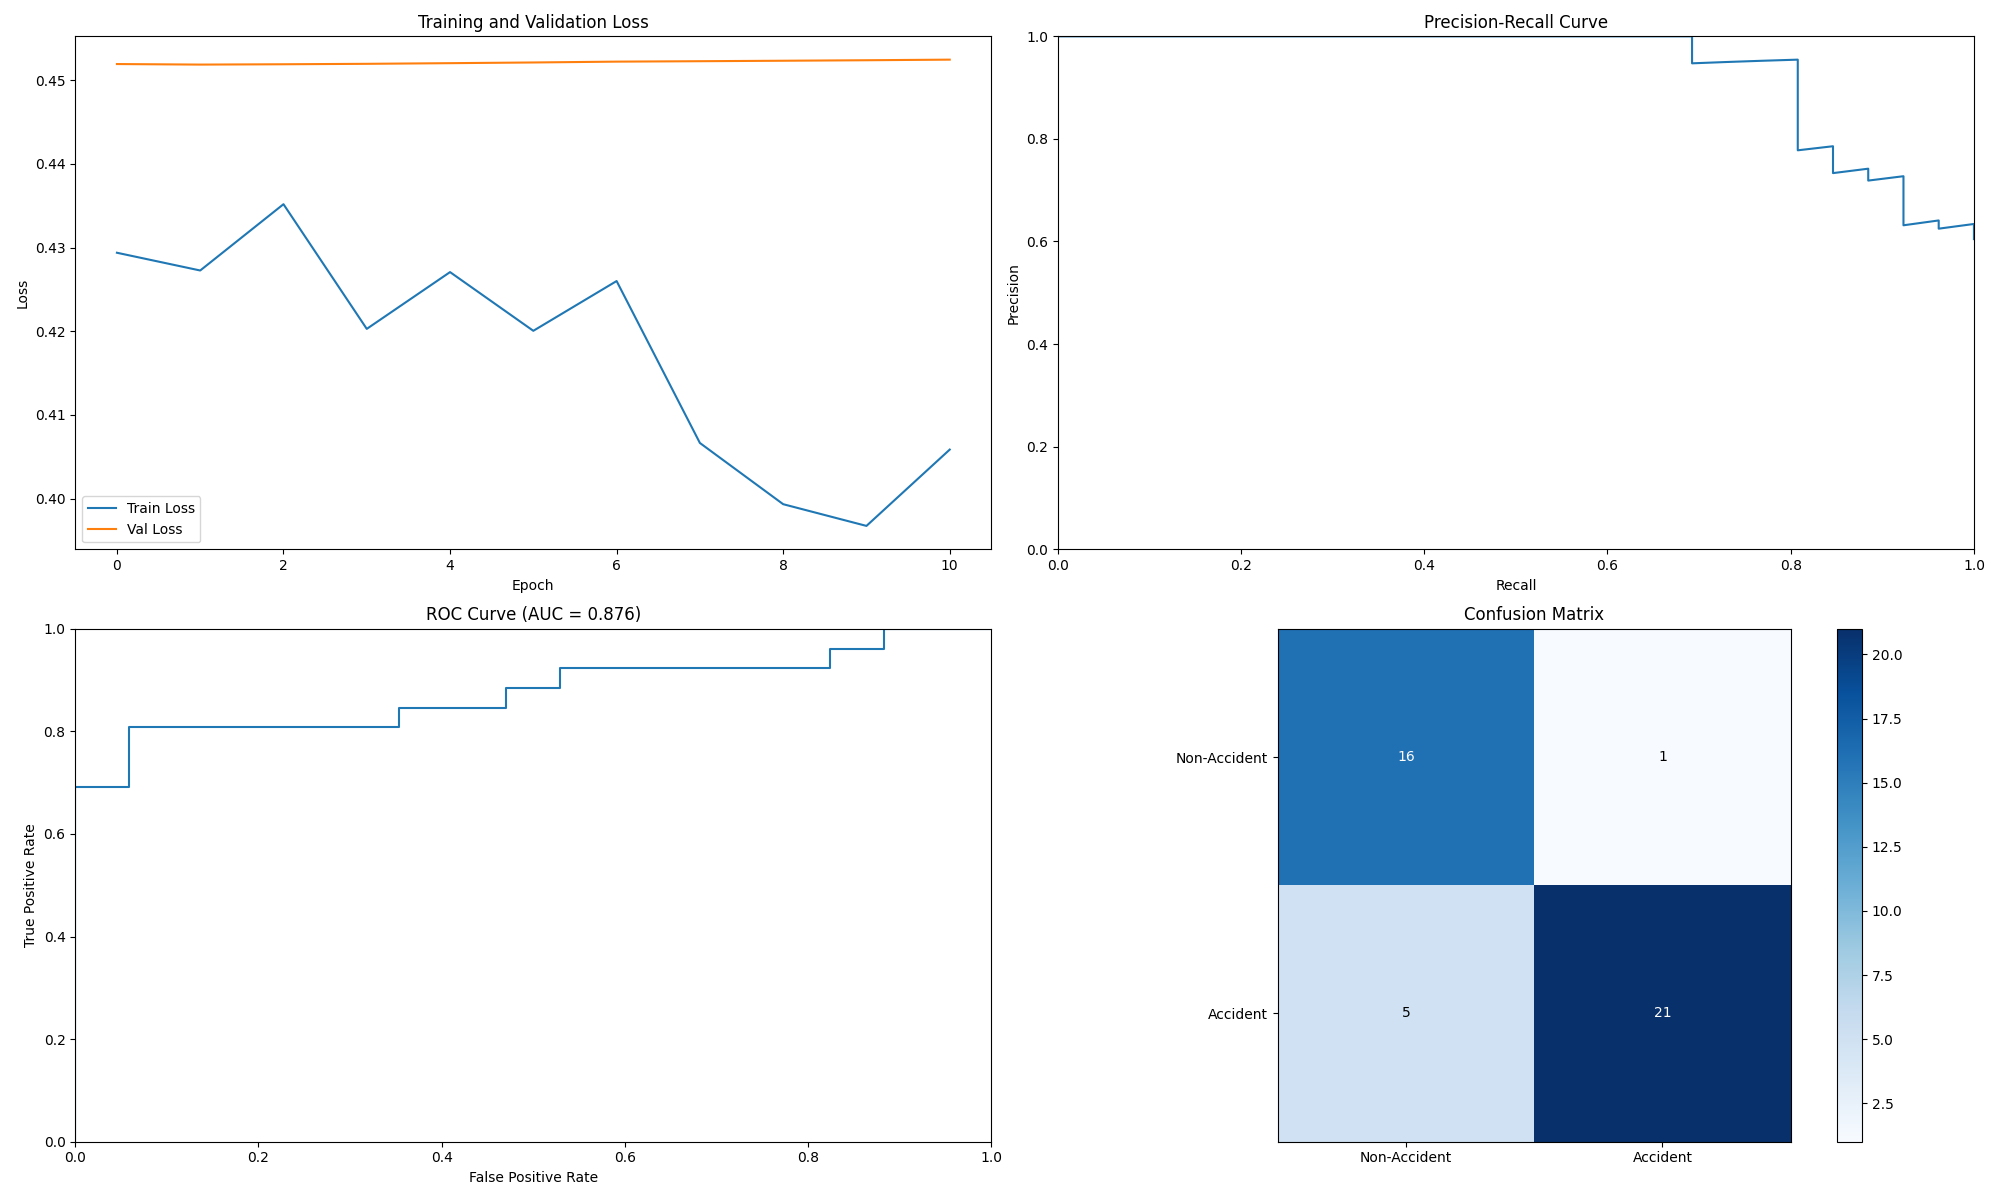 Training and Validation Loss
0.45
0.44
0.43
0.42
0.41
0.40
Loss
Train Loss
Val Loss
0 2 4 6 8 10
Epoch
Precision-Recall Curve
1.0
0.8
0.6
0.4
0.2
0.0
Precision
0.0 0.2 0.4 0.6 0.8 1.0
Recall
ROC Curve (AUC = 0.876)
1.0
0.8
0.6
0.4
0.2
0.0
True Positive Rate
0.0 0.2 0.4 0.6 0.8 1.0
False Positive Rate
Confusion Matrix
Non-Accident 16 1
Accident 5 21
Non-Accident Accident
20.0
17.5
15.0
12.5
10.0
7.5
5.0
2.5